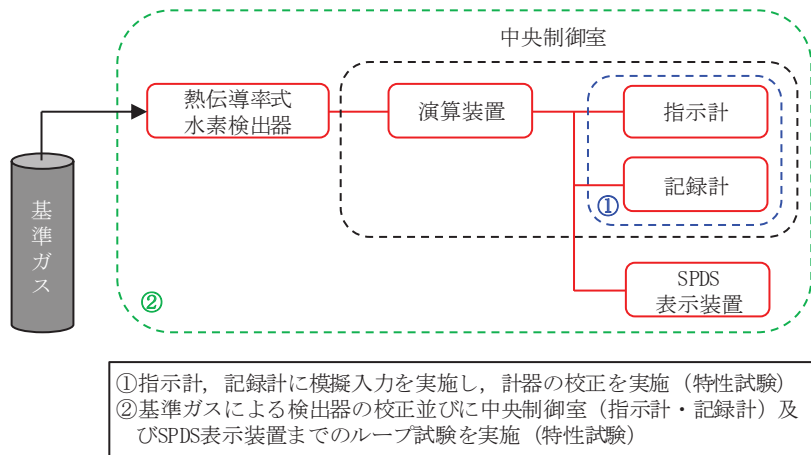 中央制御室
熱伝導率式
水素検出器
演算装置
指示計
記録計
①
基準ガス
②
SPDS
表示装置
①指示計，記録計に模擬入力を実施し，計器の校正を実施（特性試験）
②基準ガスによる検出器の校正並びに中央制御室（指示計・記録計）及
びSPDS表示装置までのループ試験を実施（特性試験）